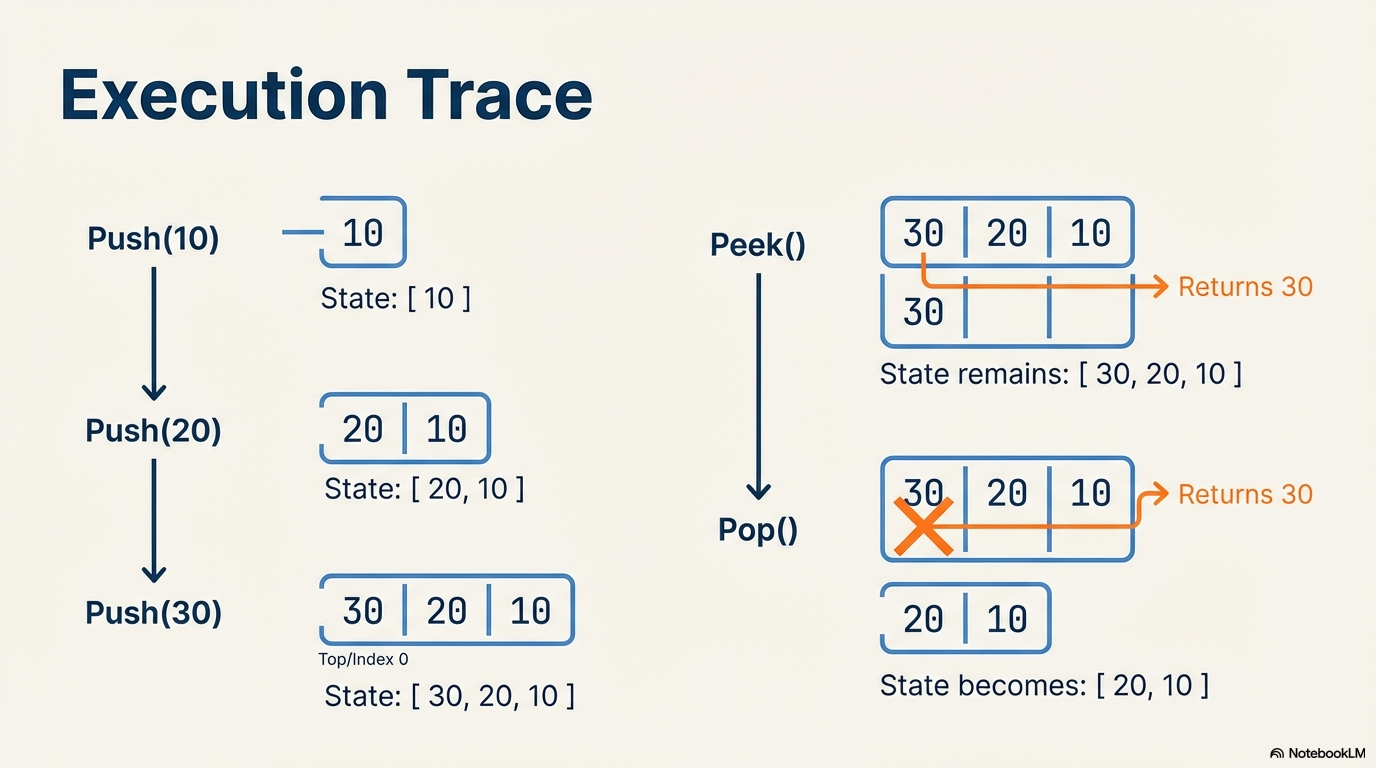 Execution Trace
Push(10)
10
State: [ 10 ]
Push(20)
20 10
State: [ 20, 10 ]
Push(30)
30 20 10
Top/Index 0
State: [ 30, 20, 10 ]
Peek()
30 20 10
Returns 30
30
State remains: [ 30, 20, 10 ]
Pop()
30 20 10
Returns 30
20 10
State becomes: [ 20, 10 ]
NotebookLM